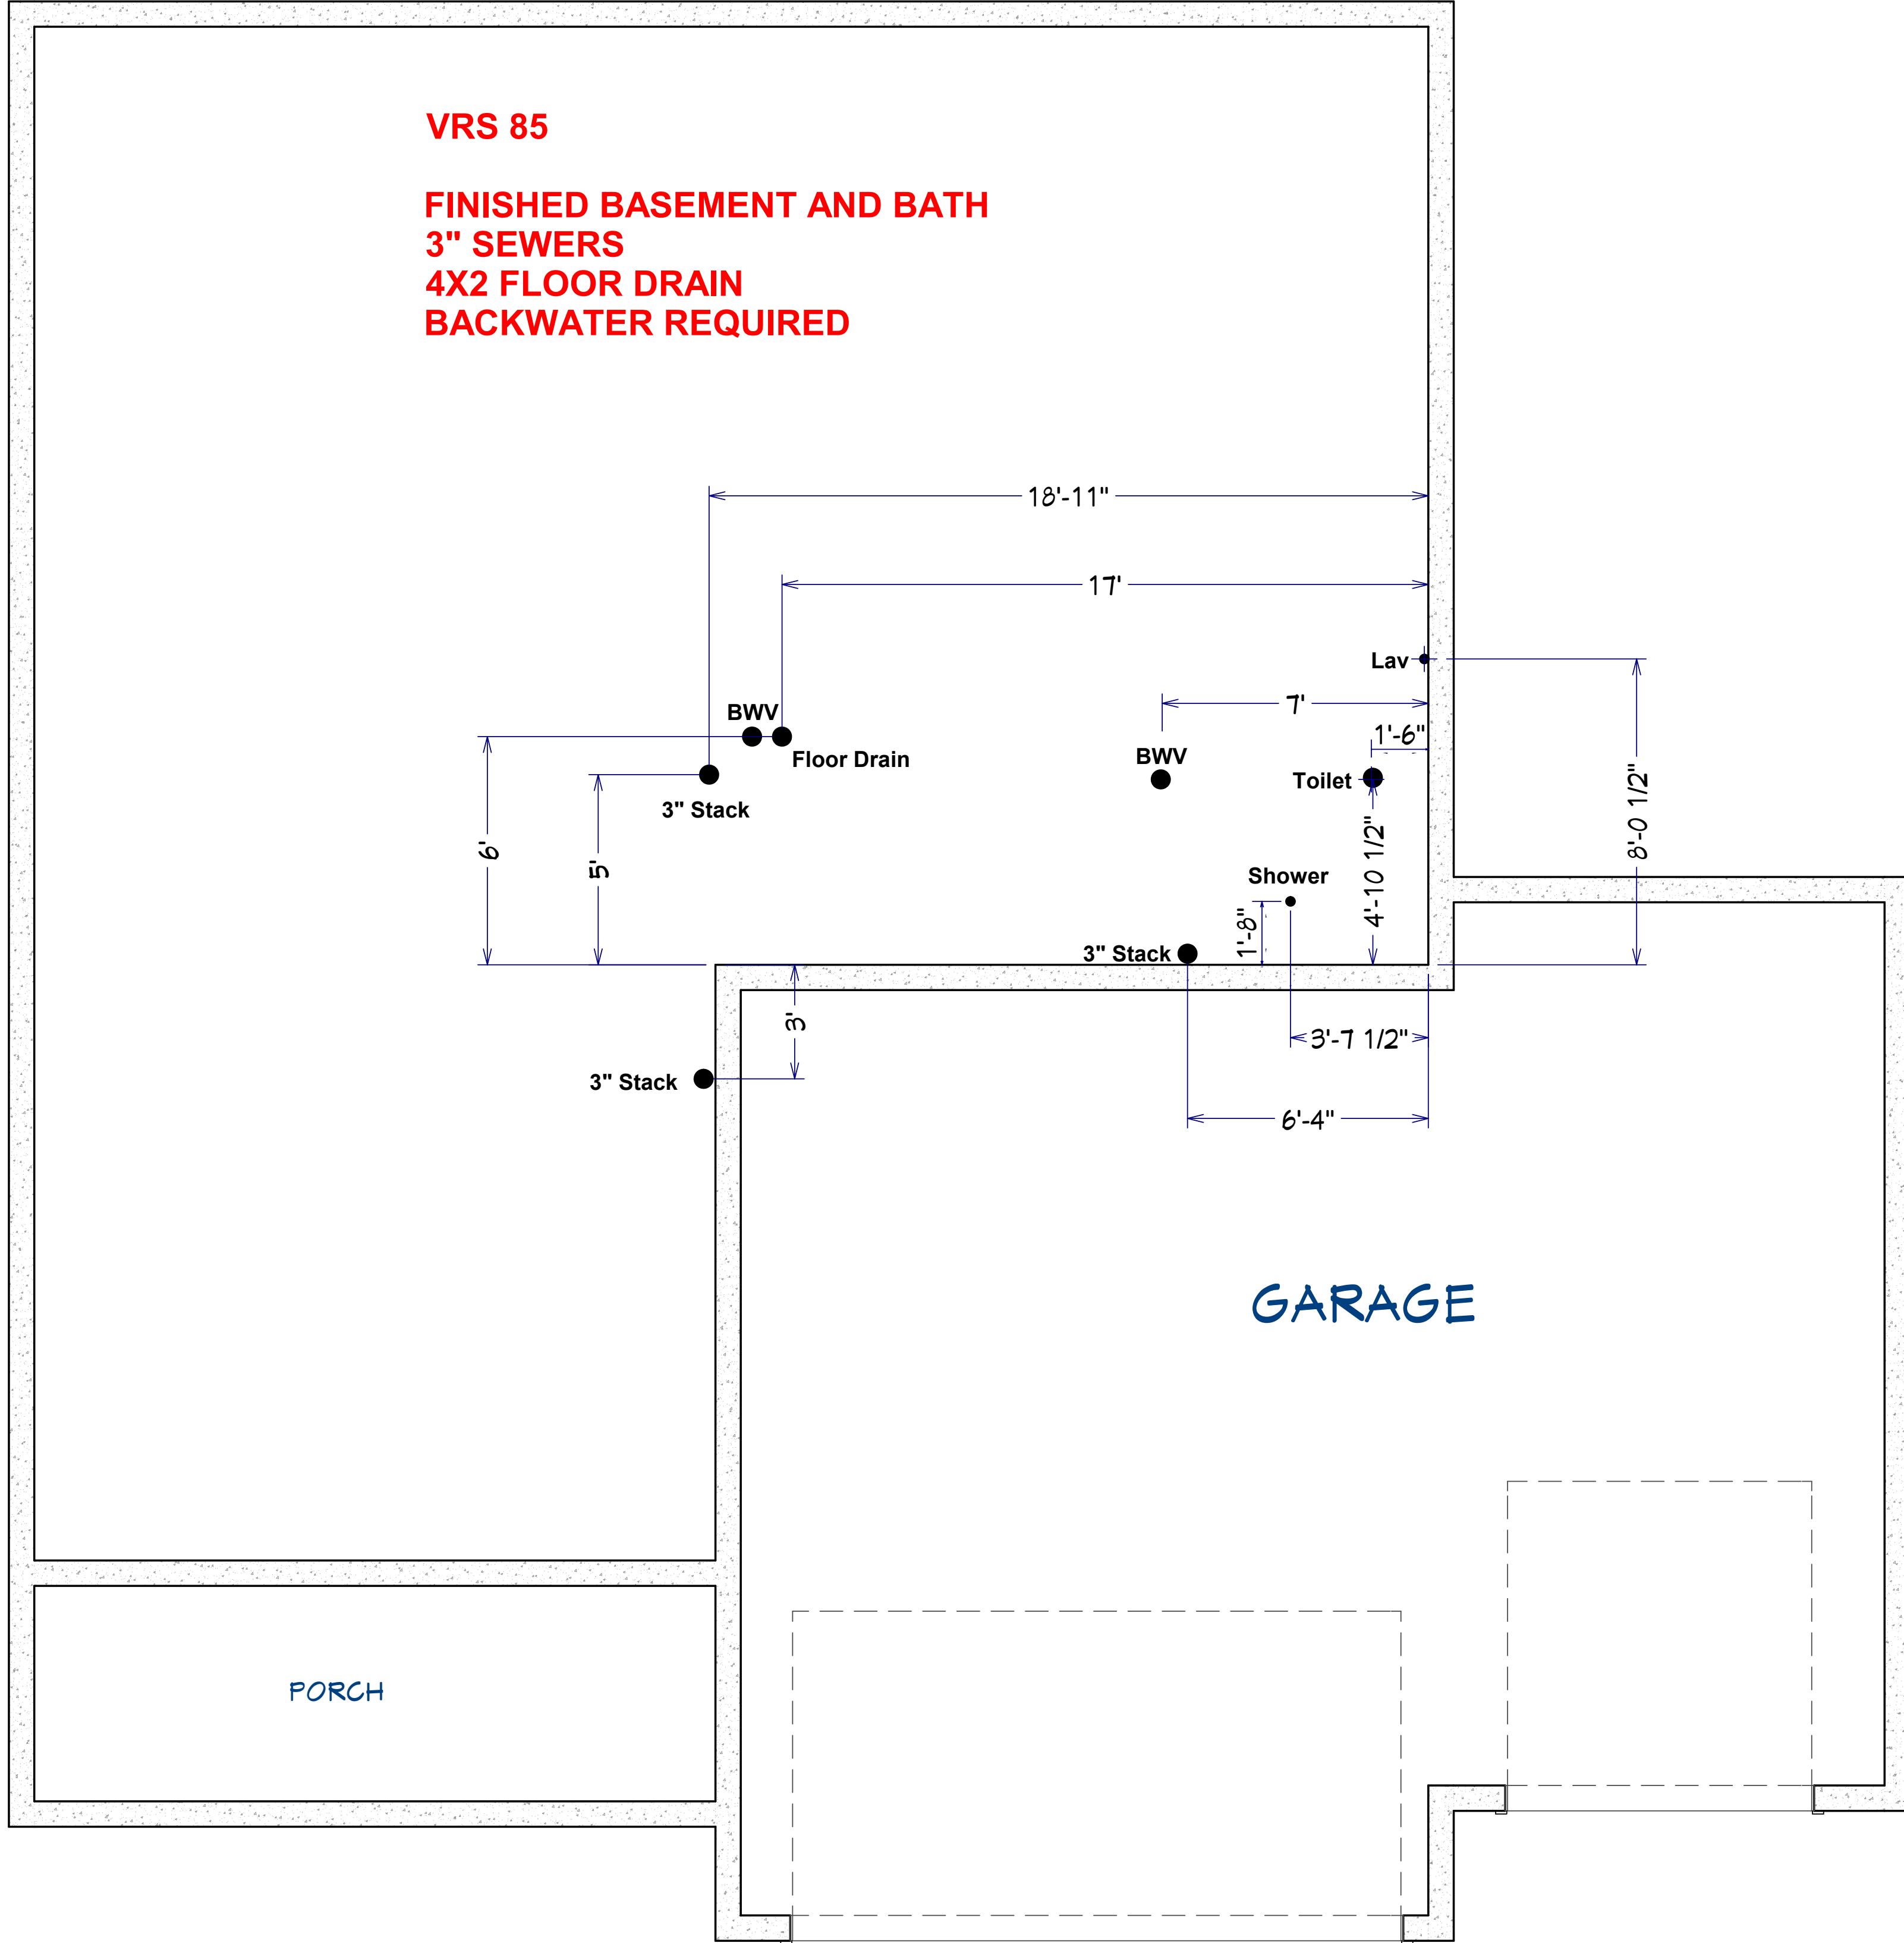 VRS 85
FINISHED BASEMENT AND BATH
3" SEWERS
4X2 FLOOR DRAIN
BACKWATER REQUIRED
18'-11"
17'
Lav
7'
BWV
1'-6"
Floor Drain
BWV
Toilet
3" Stack
8'-0 1/2"
6'
5'
4'-10 1/2"
Shower
1'-8"
3" Stack
3'
3'-7 1/2"
3" Stack
6'-4"
GARAGE
PORCH